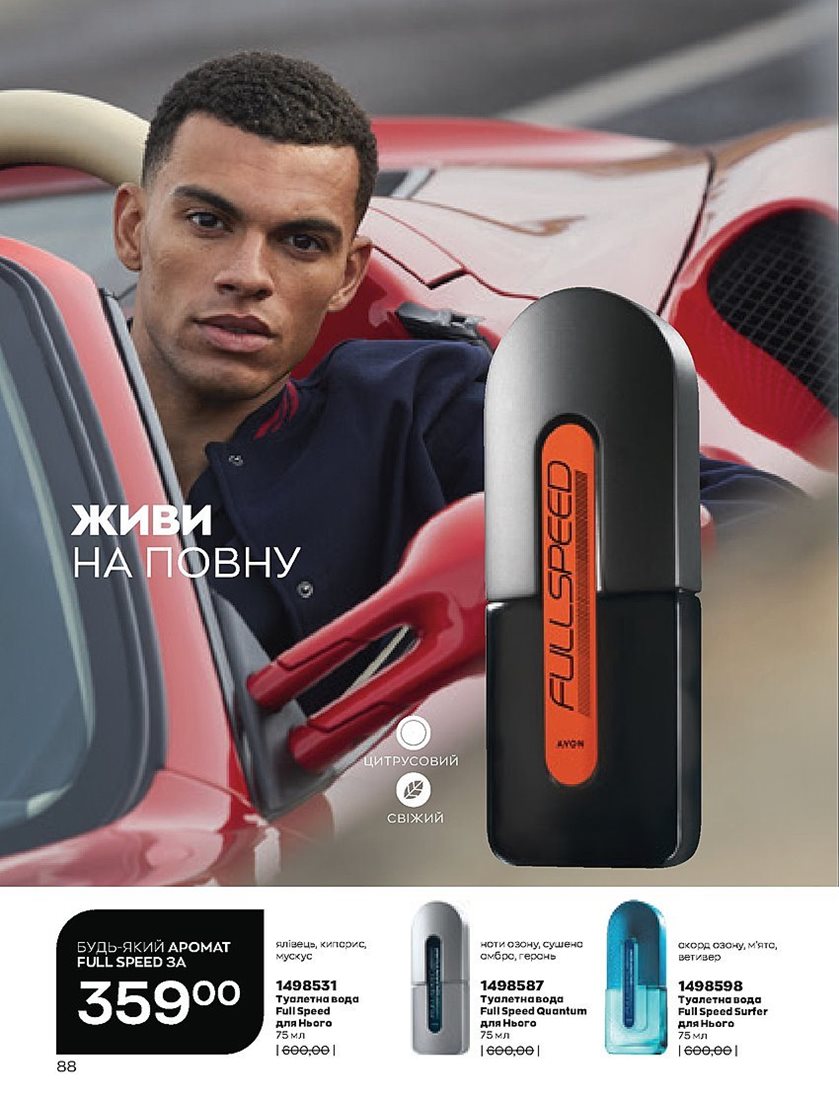 ЖИВИ
НА ПОВНУ
FULLSPEED
AVON
ЦИТРУСОВИЙ
СВІЖИЙ
БУДЬ-ЯКИЙ АРОМАТ
FULL SPEED ЗА
359⁰⁰
ялівець, кипарис,
мускус
1498531
Туалетна вода
Full Speed
для Нього
75 мл
| 600,00 |
ноти озону, сушена
амбра, герань
1498587
Туалетна вода
Full Speed Quantum
для Нього
75 мл
| 600,00 |
акорд озону, м'ята,
ветивер
1498598
Туалетна вода
Full Speed Surfer
для Нього
75 мл
| 600,00 |
88